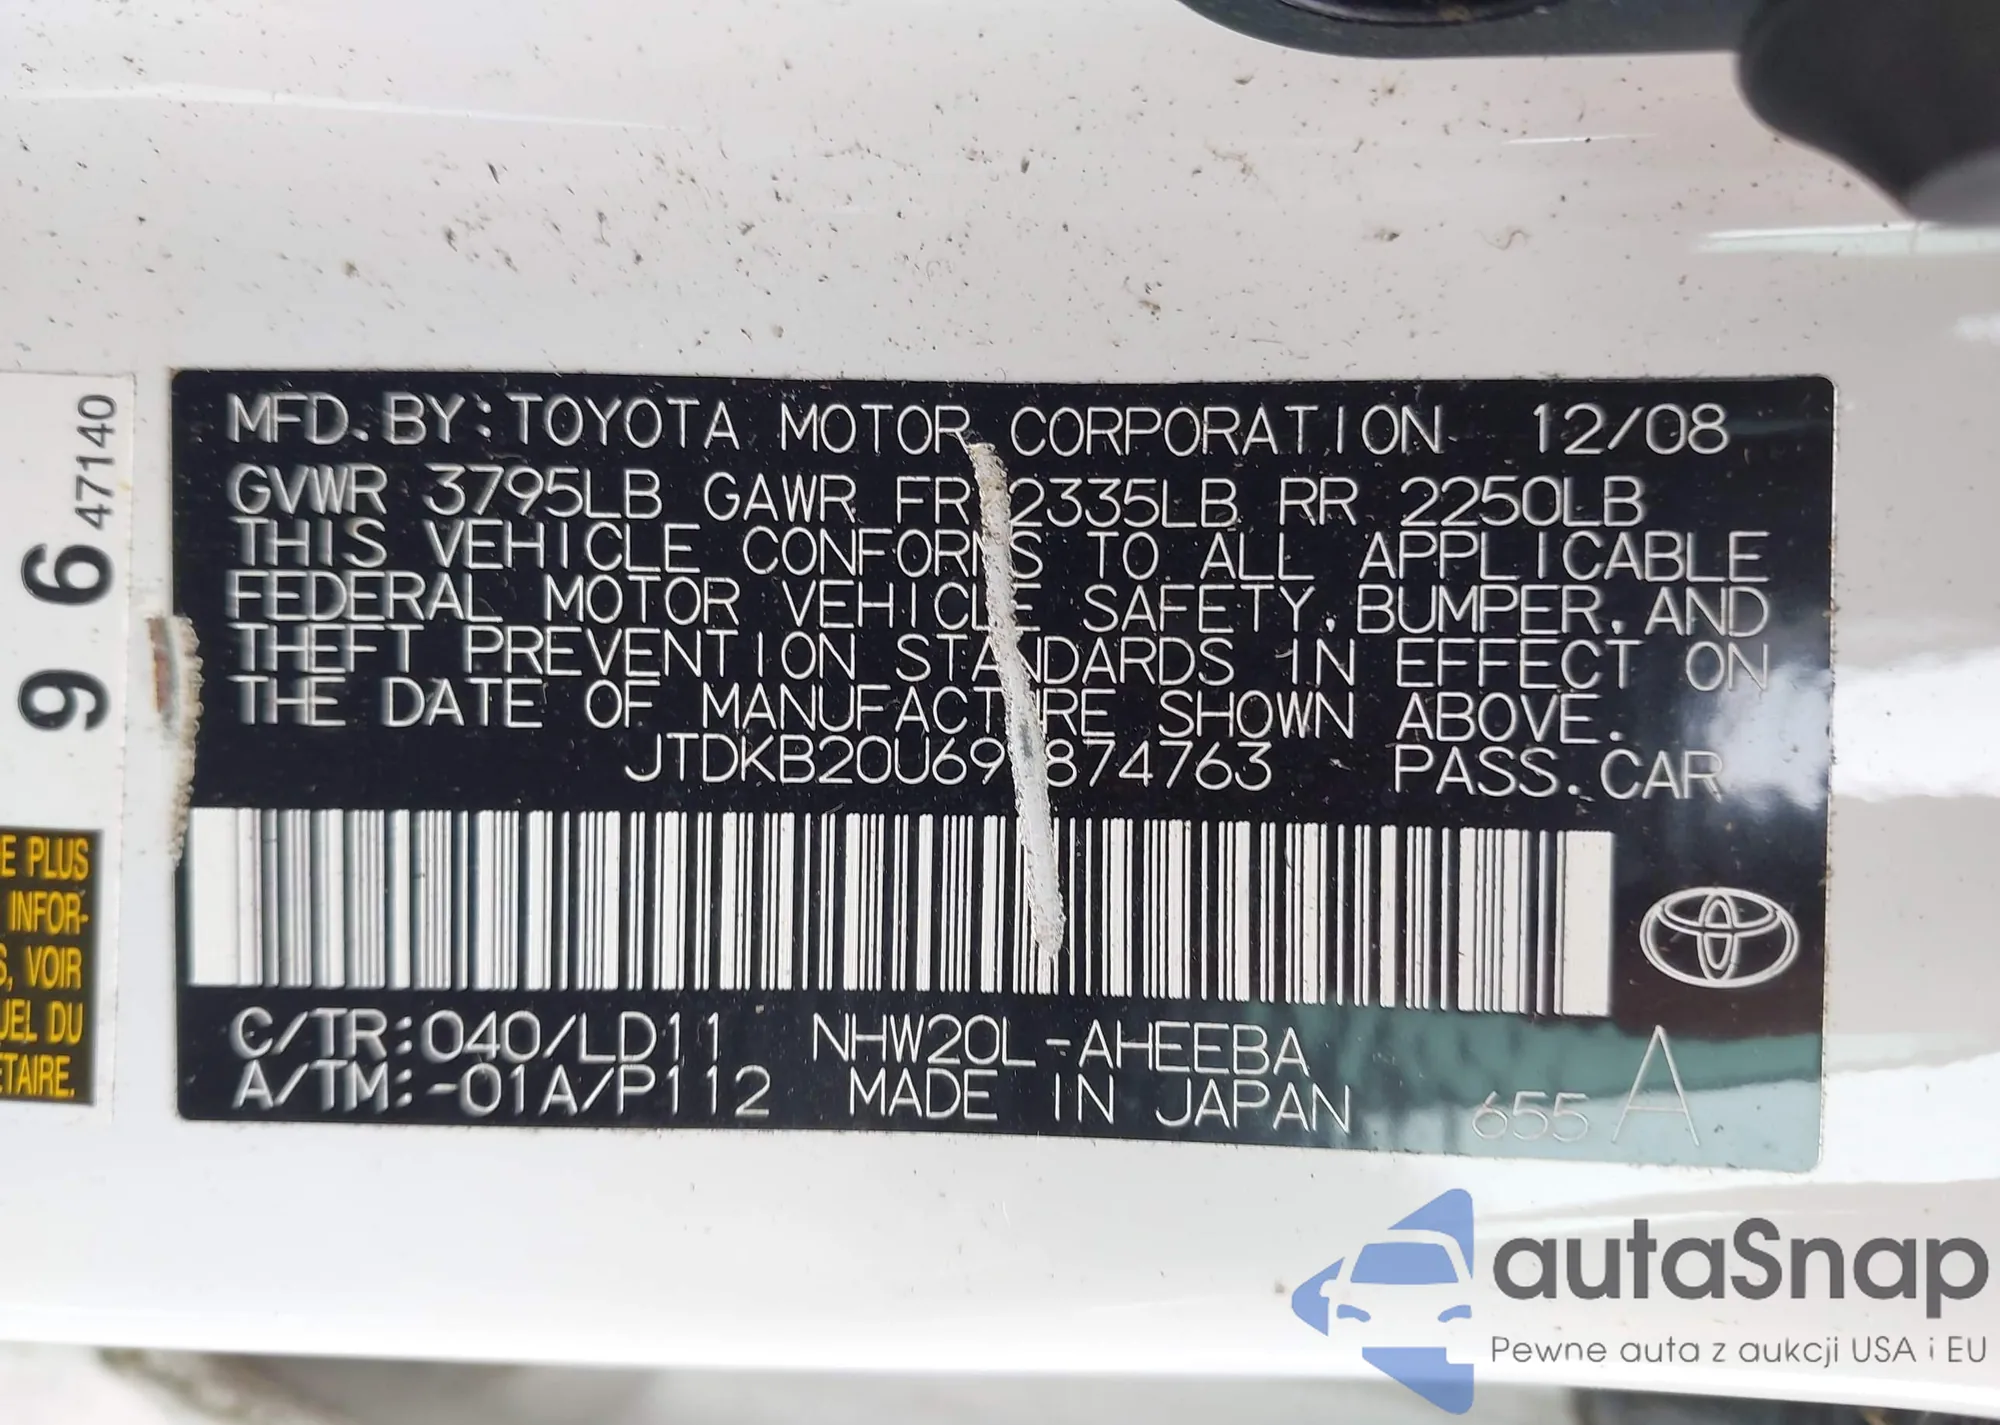 MFD. BY: TOYOTA MOTOR CORPORATION 12/08
GVWR 3795LB GAWR FR 2335LB RR 2250LB
THIS VEHICLE CONFORMS TO ALL APPLICABLE
FEDERAL MOTOR VEHICLE SAFETY, BUMPER, AND
THEFT PREVENTION STANDARDS IN EFFECT ON
THE DATE OF MANUFACTURE SHOWN ABOVE.
PASS. CAR
C/TR: 040/LD11 NHW20L-AHEEBA
A/TM: -01A/P112 MADE IN JAPAN 655 A
96 47140
E PLUS
INFOR-
S, VOIR
UEL DU
ÉTAIRE.
autaSnap
Pewne auta z aukcji USA i EU